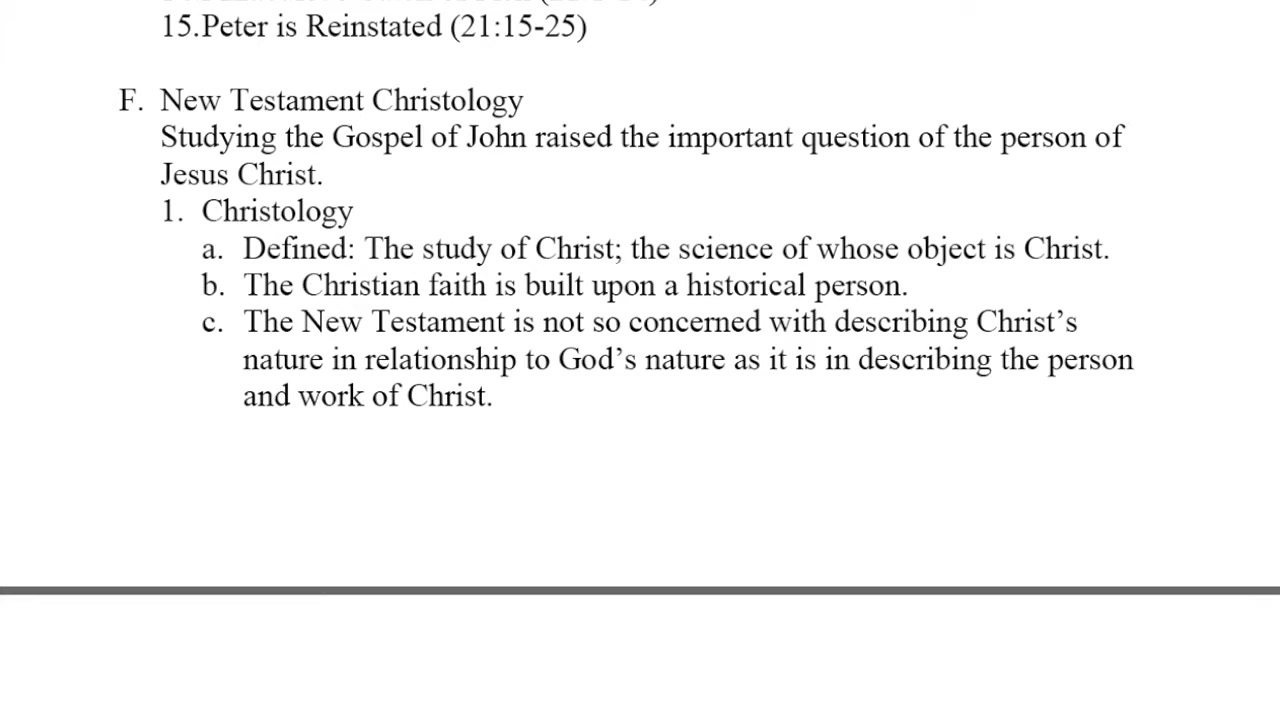 15.Peter is Reinstated (21:15-25)
F. New Testament Christology
Studying the Gospel of John raised the important question of the person of
Jesus Christ.
1. Christology
a. Defined: The study of Christ; the science of whose object is Christ.
b. The Christian faith is built upon a historical person.
c. The New Testament is not so concerned with describing Christ’s
nature in relationship to God’s nature as it is in describing the person
and work of Christ.